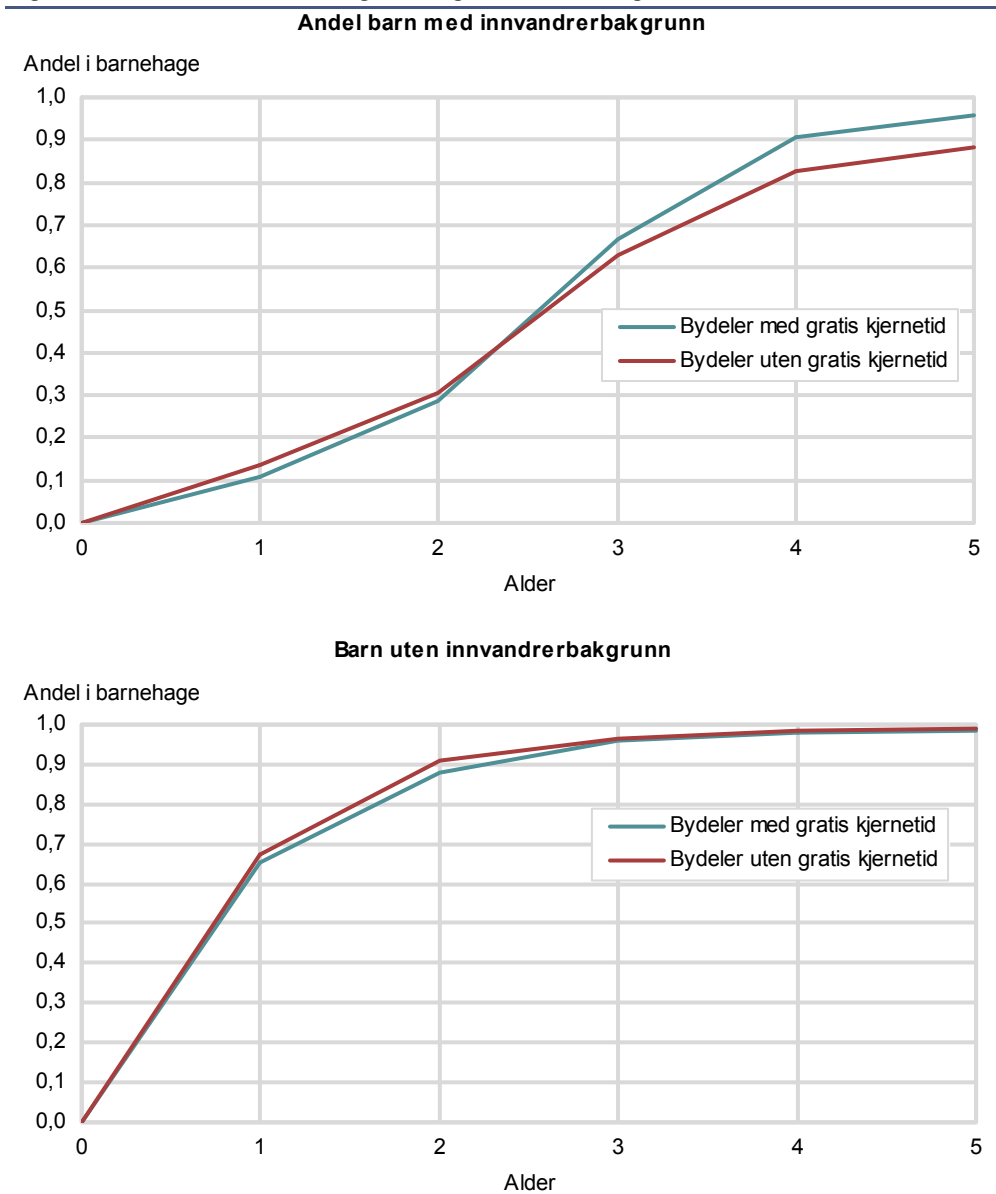 Andel barn med innvandrerbakgrunn
Andel i barnehage
1,0
0,9
0,8
0,7
0,6
0,5
0,4
0,3
0,2
0,1
0,0
Bydeler med gratis kjernetid
Bydeler uten gratis kjernetid
0 1 2 3 4 5
Alder
Barn uten innvandrerbakgrunn
Andel i barnehage
1,0
0,9
0,8
0,7
0,6
0,5
0,4
0,3
0,2
0,1
0,0
Bydeler med gratis kjernetid
Bydeler uten gratis kjernetid
0 1 2 3 4 5
Alder